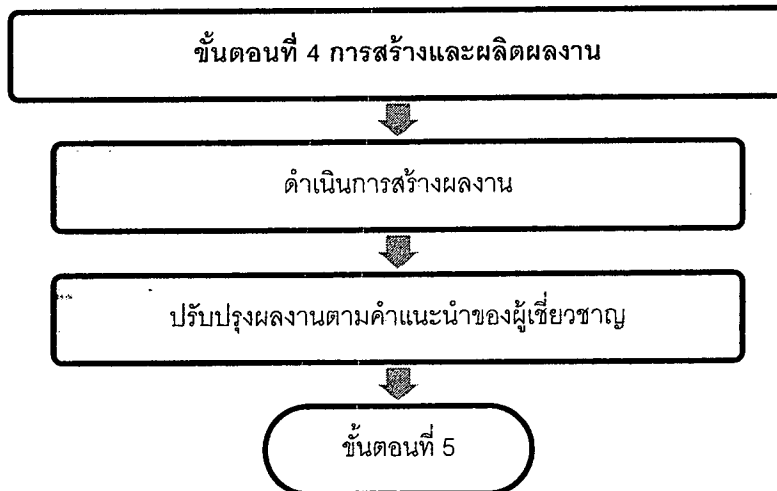 ขั้นตอนที่ 4 การสร้างและผลิตผลงาน
ดำเนินการสร้างผลงาน
ปรับปรุงผลงานตามคำแนะนำของผู้เชี่ยวชาญ
ขั้นตอนที่ 5